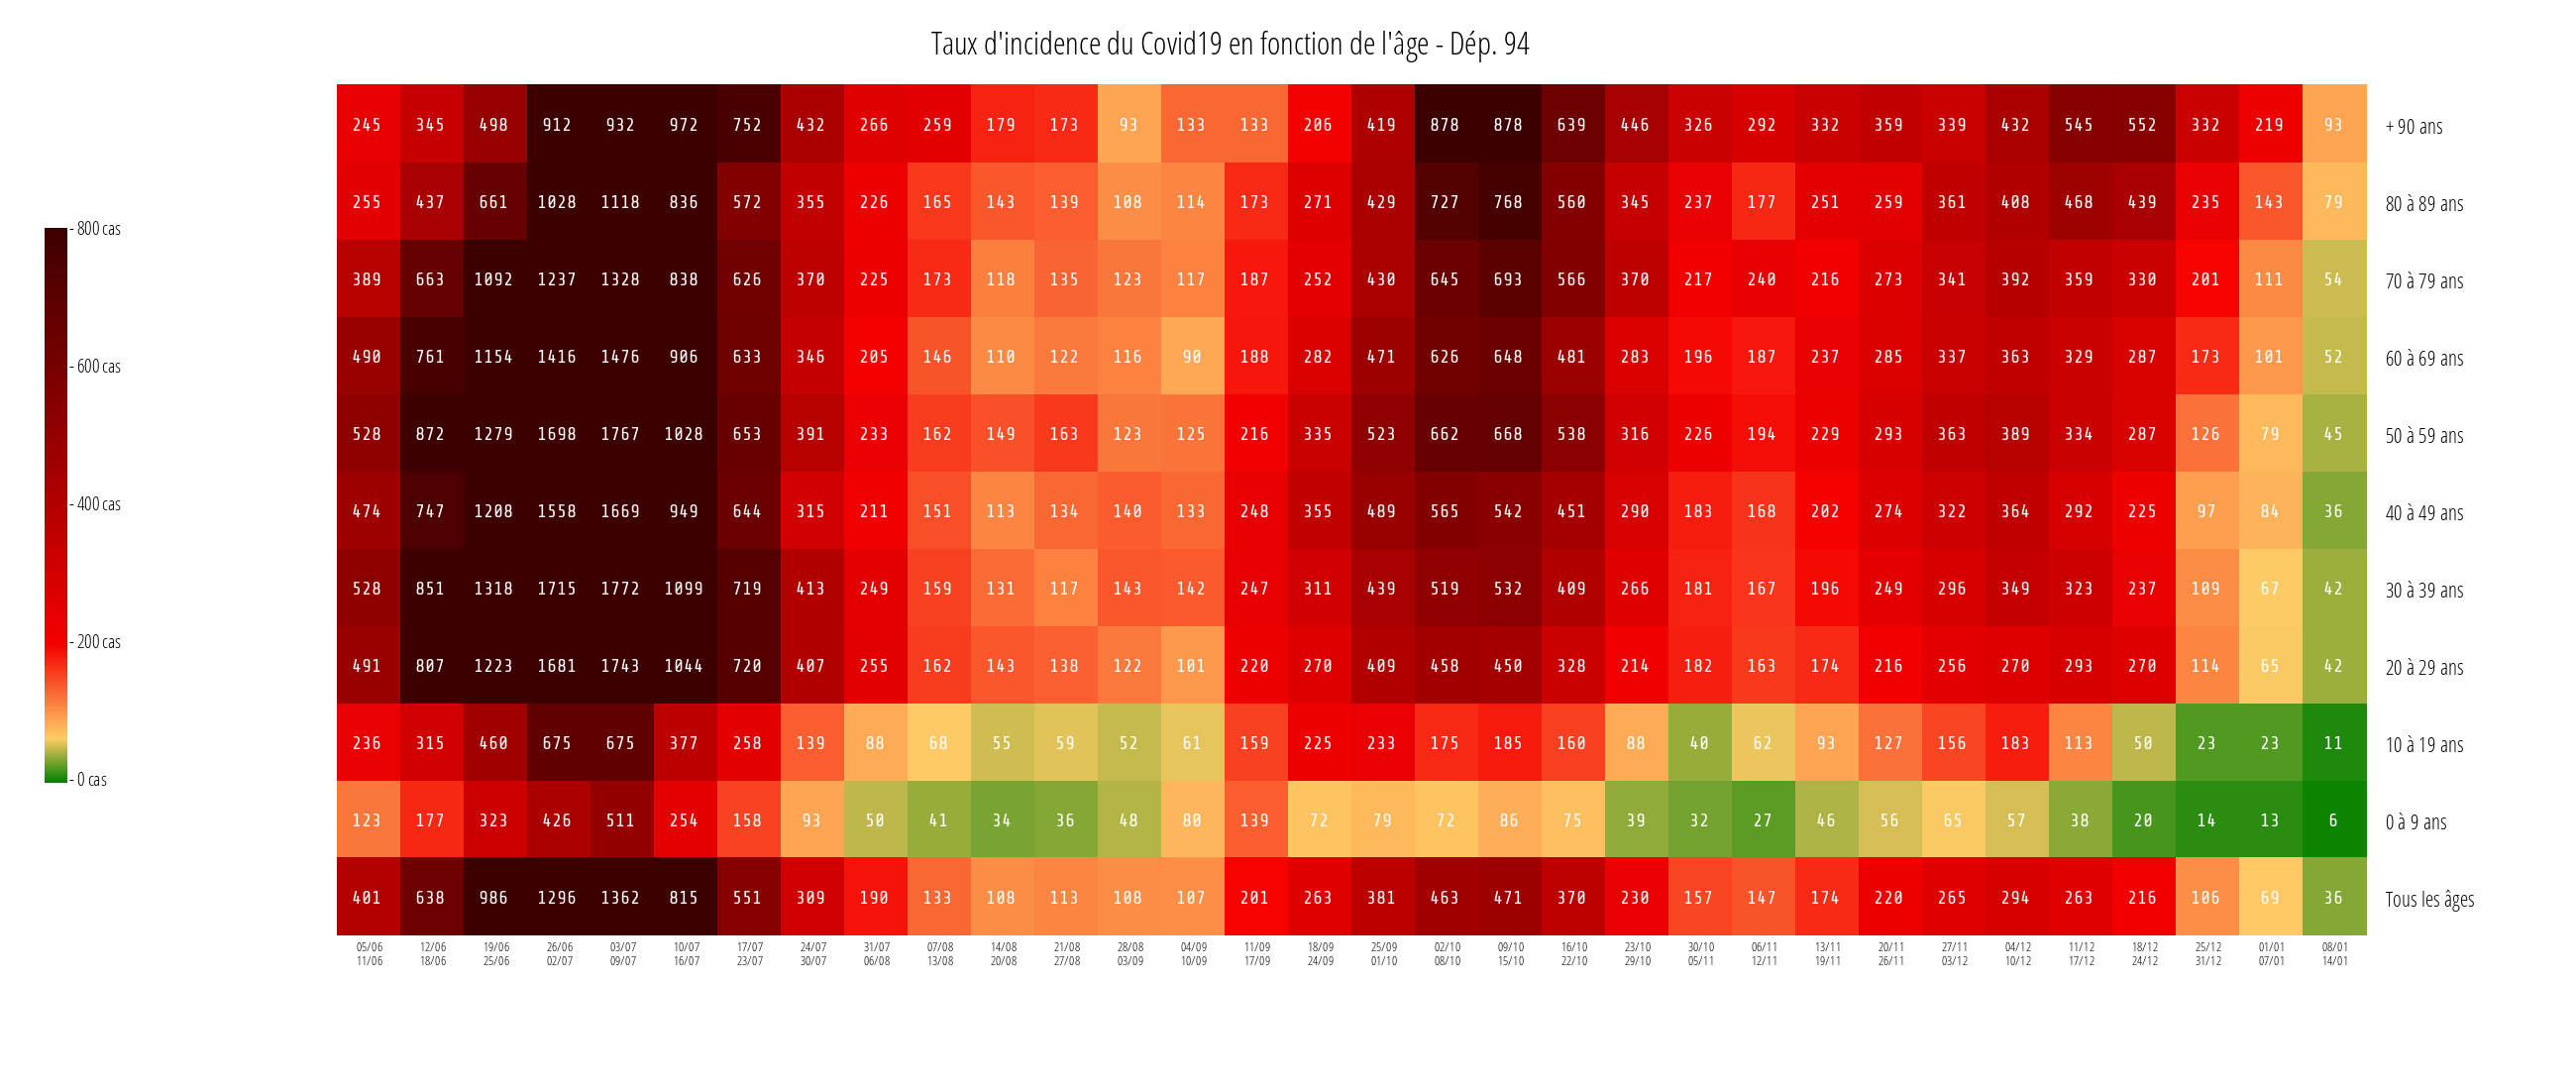 Taux d'incidence du Covid19 en fonction de l'âge - Dép. 94
- 800 cas
- 600 cas
- 400 cas
- 200 cas
- 0 cas
245 345 498 912 932 972 752 432 266 259 179 173 93 133 133 206 419 878 878 639 446 326 292 332 359 339 432 545 552 332 219 93 + 90 ans
255 437 661 1028 1118 836 572 355 226 165 143 139 108 114 173 271 429 727 768 560 345 237 177 251 259 361 408 468 439 235 143 79 80 à 89 ans
389 663 1092 1237 1328 838 626 370 225 173 118 135 123 117 187 252 430 645 693 566 370 217 240 216 273 341 392 359 330 201 111 54 70 à 79 ans
490 761 1154 1416 1476 906 633 346 205 146 110 122 116 90 188 282 471 626 648 481 283 196 187 237 285 337 363 329 287 173 101 52 60 à 69 ans
528 872 1279 1698 1767 1028 653 391 233 162 149 163 123 125 216 335 523 662 668 538 316 226 194 229 293 363 389 334 287 126 79 45 50 à 59 ans
474 747 1208 1558 1669 949 644 315 211 151 113 134 140 133 248 355 489 565 542 451 290 183 168 202 274 322 364 292 225 97 84 36 40 à 49 ans
528 851 1318 1715 1772 1099 719 413 249 159 131 117 143 142 247 311 439 519 532 409 266 181 167 196 249 296 349 323 237 109 67 42 30 à 39 ans
491 807 1223 1681 1743 1044 720 407 255 162 143 138 122 101 220 270 409 458 450 328 214 182 163 174 216 256 270 293 270 114 65 42 20 à 29 ans
236 315 460 675 675 377 258 139 88 68 55 59 52 61 159 225 233 175 185 160 88 40 62 93 127 156 183 113 50 23 23 11 10 à 19 ans
123 177 323 426 511 254 158 93 50 41 34 36 48 80 139 72 79 72 86 75 39 32 27 46 56 65 57 38 20 14 13 6 0 à 9 ans
401 638 986 1296 1362 815 551 309 190 133 108 113 108 107 201 263 381 463 471 370 230 157 147 174 220 265 294 263 216 106 69 36 Tous les âges
05/06 12/06 19/06 26/06 03/07 10/07 17/07 24/07 31/07 07/08 14/08 21/08 28/08 04/09 11/09 18/09 25/09 02/10 09/10 16/10 23/10 30/10 06/11 13/11 20/11 27/11 04/12 11/12 18/12 25/12 01/01 08/01
11/06 18/06 25/06 02/07 09/07 16/07 23/07 30/07 06/08 13/08 20/08 27/08 03/09 10/09 17/09 24/09 01/10 08/10 15/10 22/10 29/10 05/11 12/11 19/11 26/11 03/12 10/12 17/12 24/12 31/12 07/01 14/01